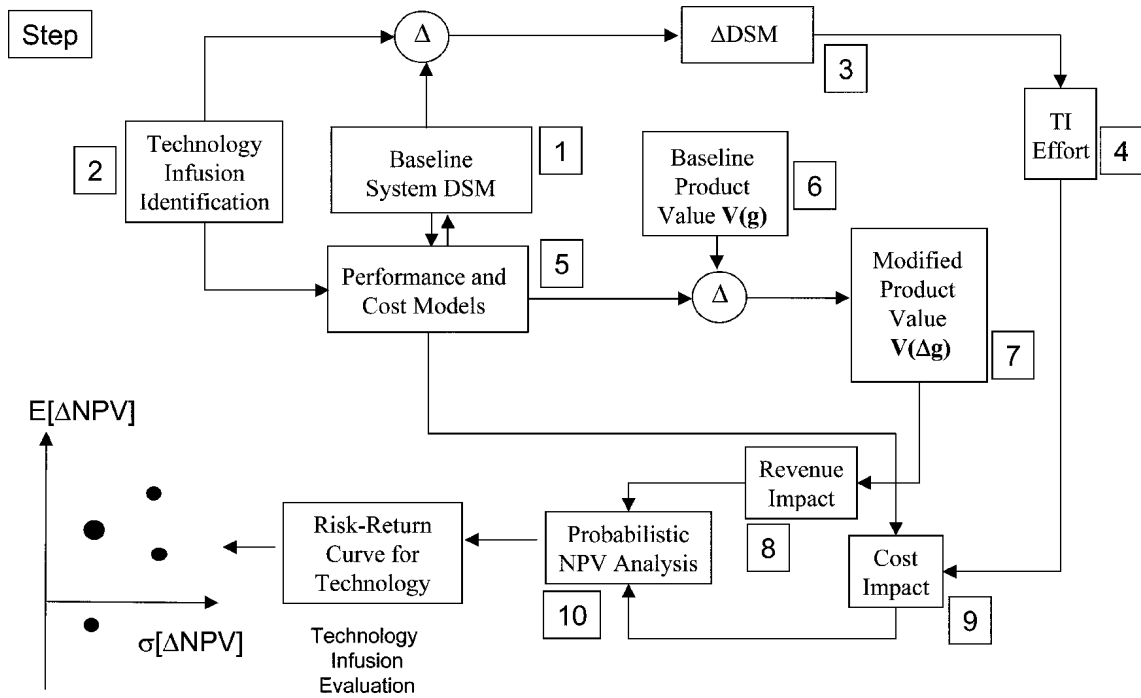 Step
Δ
ΔDSM
3
Technology
Infusion
Identification
2
Baseline
System DSM
1
Baseline
Product
Value V(g)
6
TI
Effort
4
Performance and
Cost Models
5
Δ
Modified
Product
Value
V(Δg)
7
E[ΔNPV]
σ[ΔNPV]
Risk-Return
Curve for
Technology
Technology
Infusion
Evaluation
Probabilistic
NPV Analysis
10
Revenue
Impact
8
Cost
Impact
9